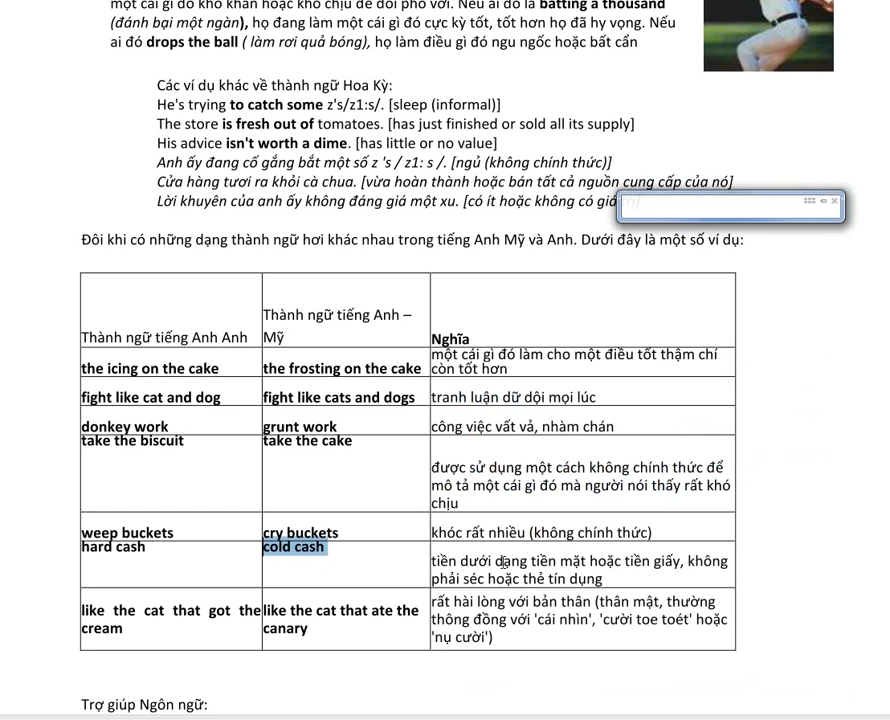 một cái gì đó khó khăn hoặc khó chịu để đối phó với. Nếu ai đó là batting a thousand
(đánh bại một ngàn), họ đang làm một cái gì đó cực kỳ tốt, tốt hơn họ đã hy vọng. Nếu
ai đó drops the ball ( làm rơi quả bóng), họ làm điều gì đó ngu ngốc hoặc bất cẩn
Các ví dụ khác về thành ngữ Hoa Kỳ:
He's trying to catch some z's/z1:s/. [sleep (informal)]
The store is fresh out of tomatoes. [has just finished or sold all its supply]
His advice isn't worth a dime. [has little or no value]
Anh ấy đang cố gắng bắt một số z 's / z1: s /. [ngủ (không chính thức)]
Cửa hàng tươi ra khỏi cà chua. [vừa hoàn thành hoặc bán tất cả nguồn cung cấp của nó]
Lời khuyên của anh ấy không đáng giá một xu. [có ít hoặc không có giá trị]
Đôi khi có những dạng thành ngữ hơi khác nhau trong tiếng Anh Mỹ và Anh. Dưới đây là một số ví dụ:
Thành ngữ tiếng Anh Anh
Thành ngữ tiếng Anh –
Mỹ
Nghĩa
the icing on the cake
the frosting on the cake
một cái gì đó làm cho một điều tốt thậm chí
còn tốt hơn
fight like cat and dog
fight like cats and dogs
tranh luận dữ dội mọi lúc
donkey work
grunt work
công việc vất vả, nhàm chán
take the biscuit
take the cake
được sử dụng một cách không chính thức để
mô tả một cái gì đó mà người nói thấy rất khó
chịu
weep buckets
cry buckets
khóc rất nhiều (không chính thức)
hard cash
cold cash
tiền dưới dạng tiền mặt hoặc tiền giấy, không
phải séc hoặc thẻ tín dụng
like the cat that got the
cream
like the cat that ate the
canary
rất hài lòng với bản thân (thân mật, thường
thông đồng với 'cái nhìn', 'cười toe toét' hoặc
'nụ cười')
Trợ giúp Ngôn ngữ: